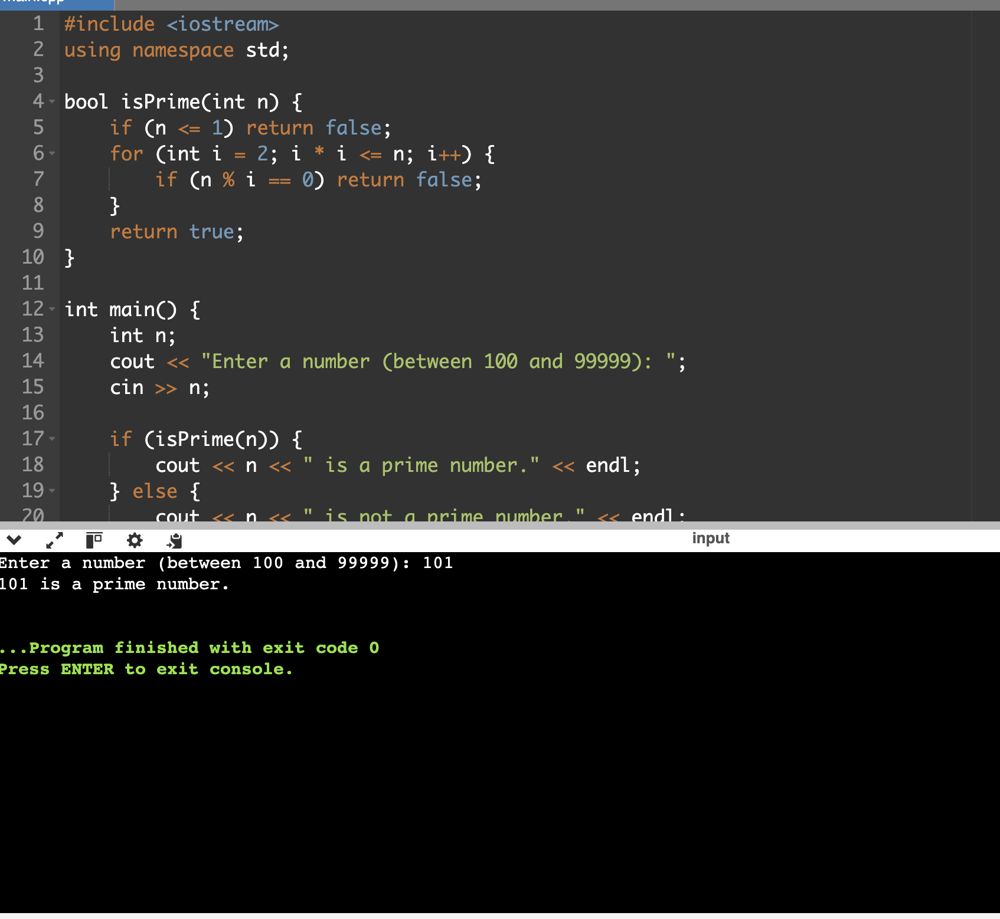 main.cpp
1 #include <iostream>
2 using namespace std;
3
4 bool isPrime(int n) {
5     if (n <= 1) return false;
6     for (int i = 2; i * i <= n; i++) {
7         if (n % i == 0) return false;
8     }
9     return true;
10 }
11
12 int main() {
13     int n;
14     cout << "Enter a number (between 100 and 99999): ";
15     cin >> n;
16
17     if (isPrime(n)) {
18         cout << n << " is a prime number." << endl;
19     } else {
20         cout << n << " is not a prime number." << endl;
input
Enter a number (between 100 and 99999): 101
101 is a prime number.
...Program finished with exit code 0
Press ENTER to exit console.